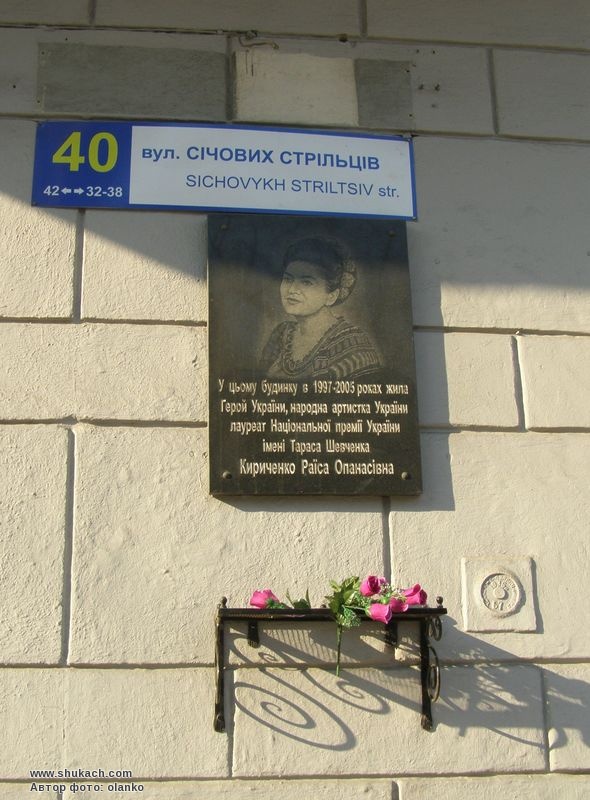 40
вул. СІЧОВИХ СТРІЛЬЦІВ
42 ⇐ ⇒ 32-38
SICHOVYKH STRILTSIV str.
У цьому будинку в 1997-2005 роках жила
Герой України, народна артистка України
лауреат Національної премії України
імені Тараса Шевченка
Кириченко Раїса Опанасівна
www.shukach.com
Автор фото: olanko